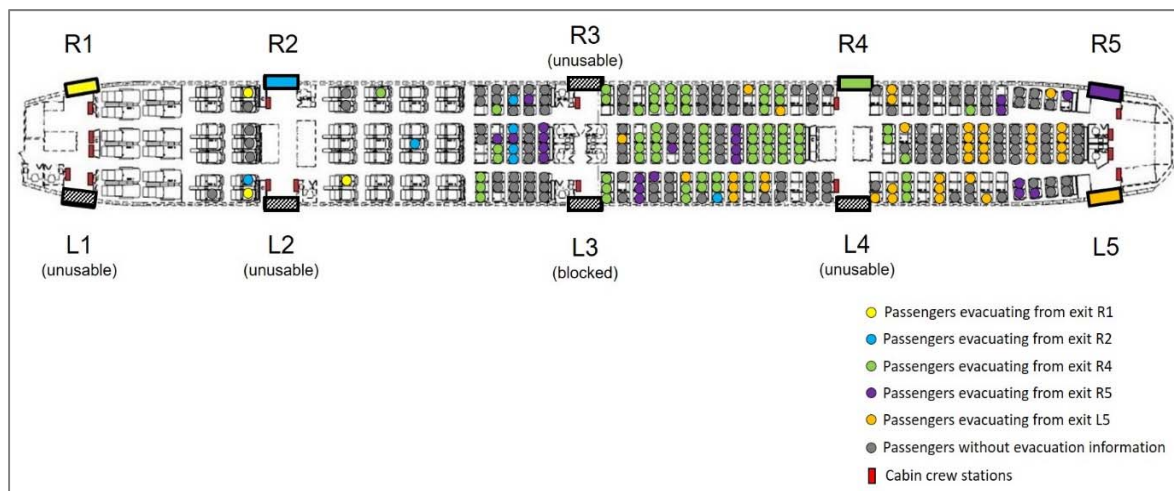 R1
R2
R3
(unusable)
R4
R5
L1
(unusable)
L2
(unusable)
L3
(blocked)
L4
(unusable)
L5
Passengers evacuating from exit R1
Passengers evacuating from exit R2
Passengers evacuating from exit R4
Passengers evacuating from exit R5
Passengers evacuating from exit L5
Passengers without evacuation information
Cabin crew stations